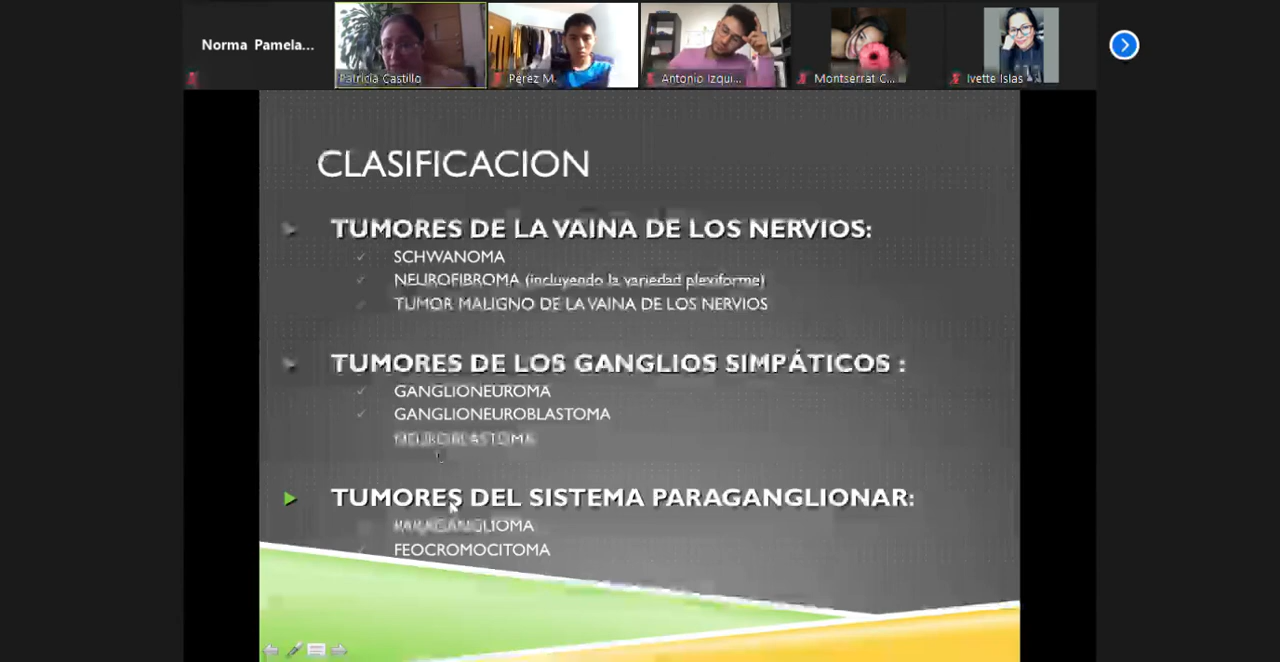 Norma Pamela...
Patricia Castillo
Perez M.
Antonio Izqui...
Montserrat C...
Ivette Islas
CLASIFICACION
TUMORES DE LA VAINA DE LOS NERVIOS:
SCHWANOMA
NEUROFIBROMA (incluyendo la variedad plexiforme)
TUMOR MALIGNO DE LA VAINA DE LOS NERVIOS
TUMORES DE LOS GANGLIOS SIMPÁTICOS :
GANGLIONEUROMA
GANGLIONEUROBLASTOMA
NEUROBLASTOMA
TUMORES DEL SISTEMA PARAGANGLIONAR:
PARAGANGLIOMA
FEOCROMOCITOMA